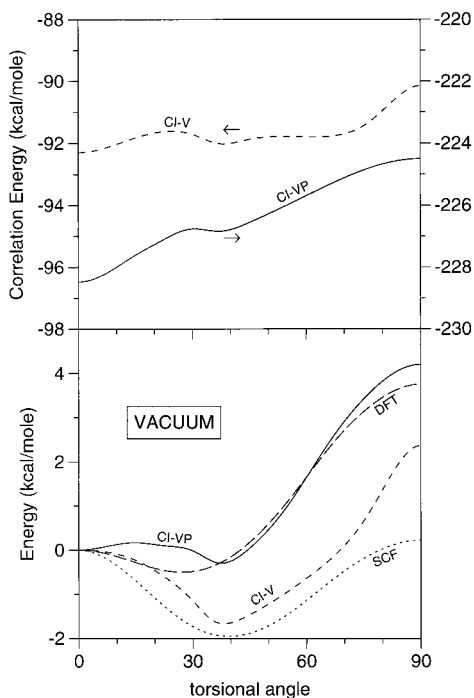 -88
-90
-92
-94
-96
-98
Correlation Energy (kcal/mole)
CI-V
←
CI-VP
→
-220
-222
-224
-226
-228
-230
4
2
0
-2
Energy (kcal/mole)
VACUUM
CI-VP
DFT
CI-V
SCF
0
30
60
90
torsional angle